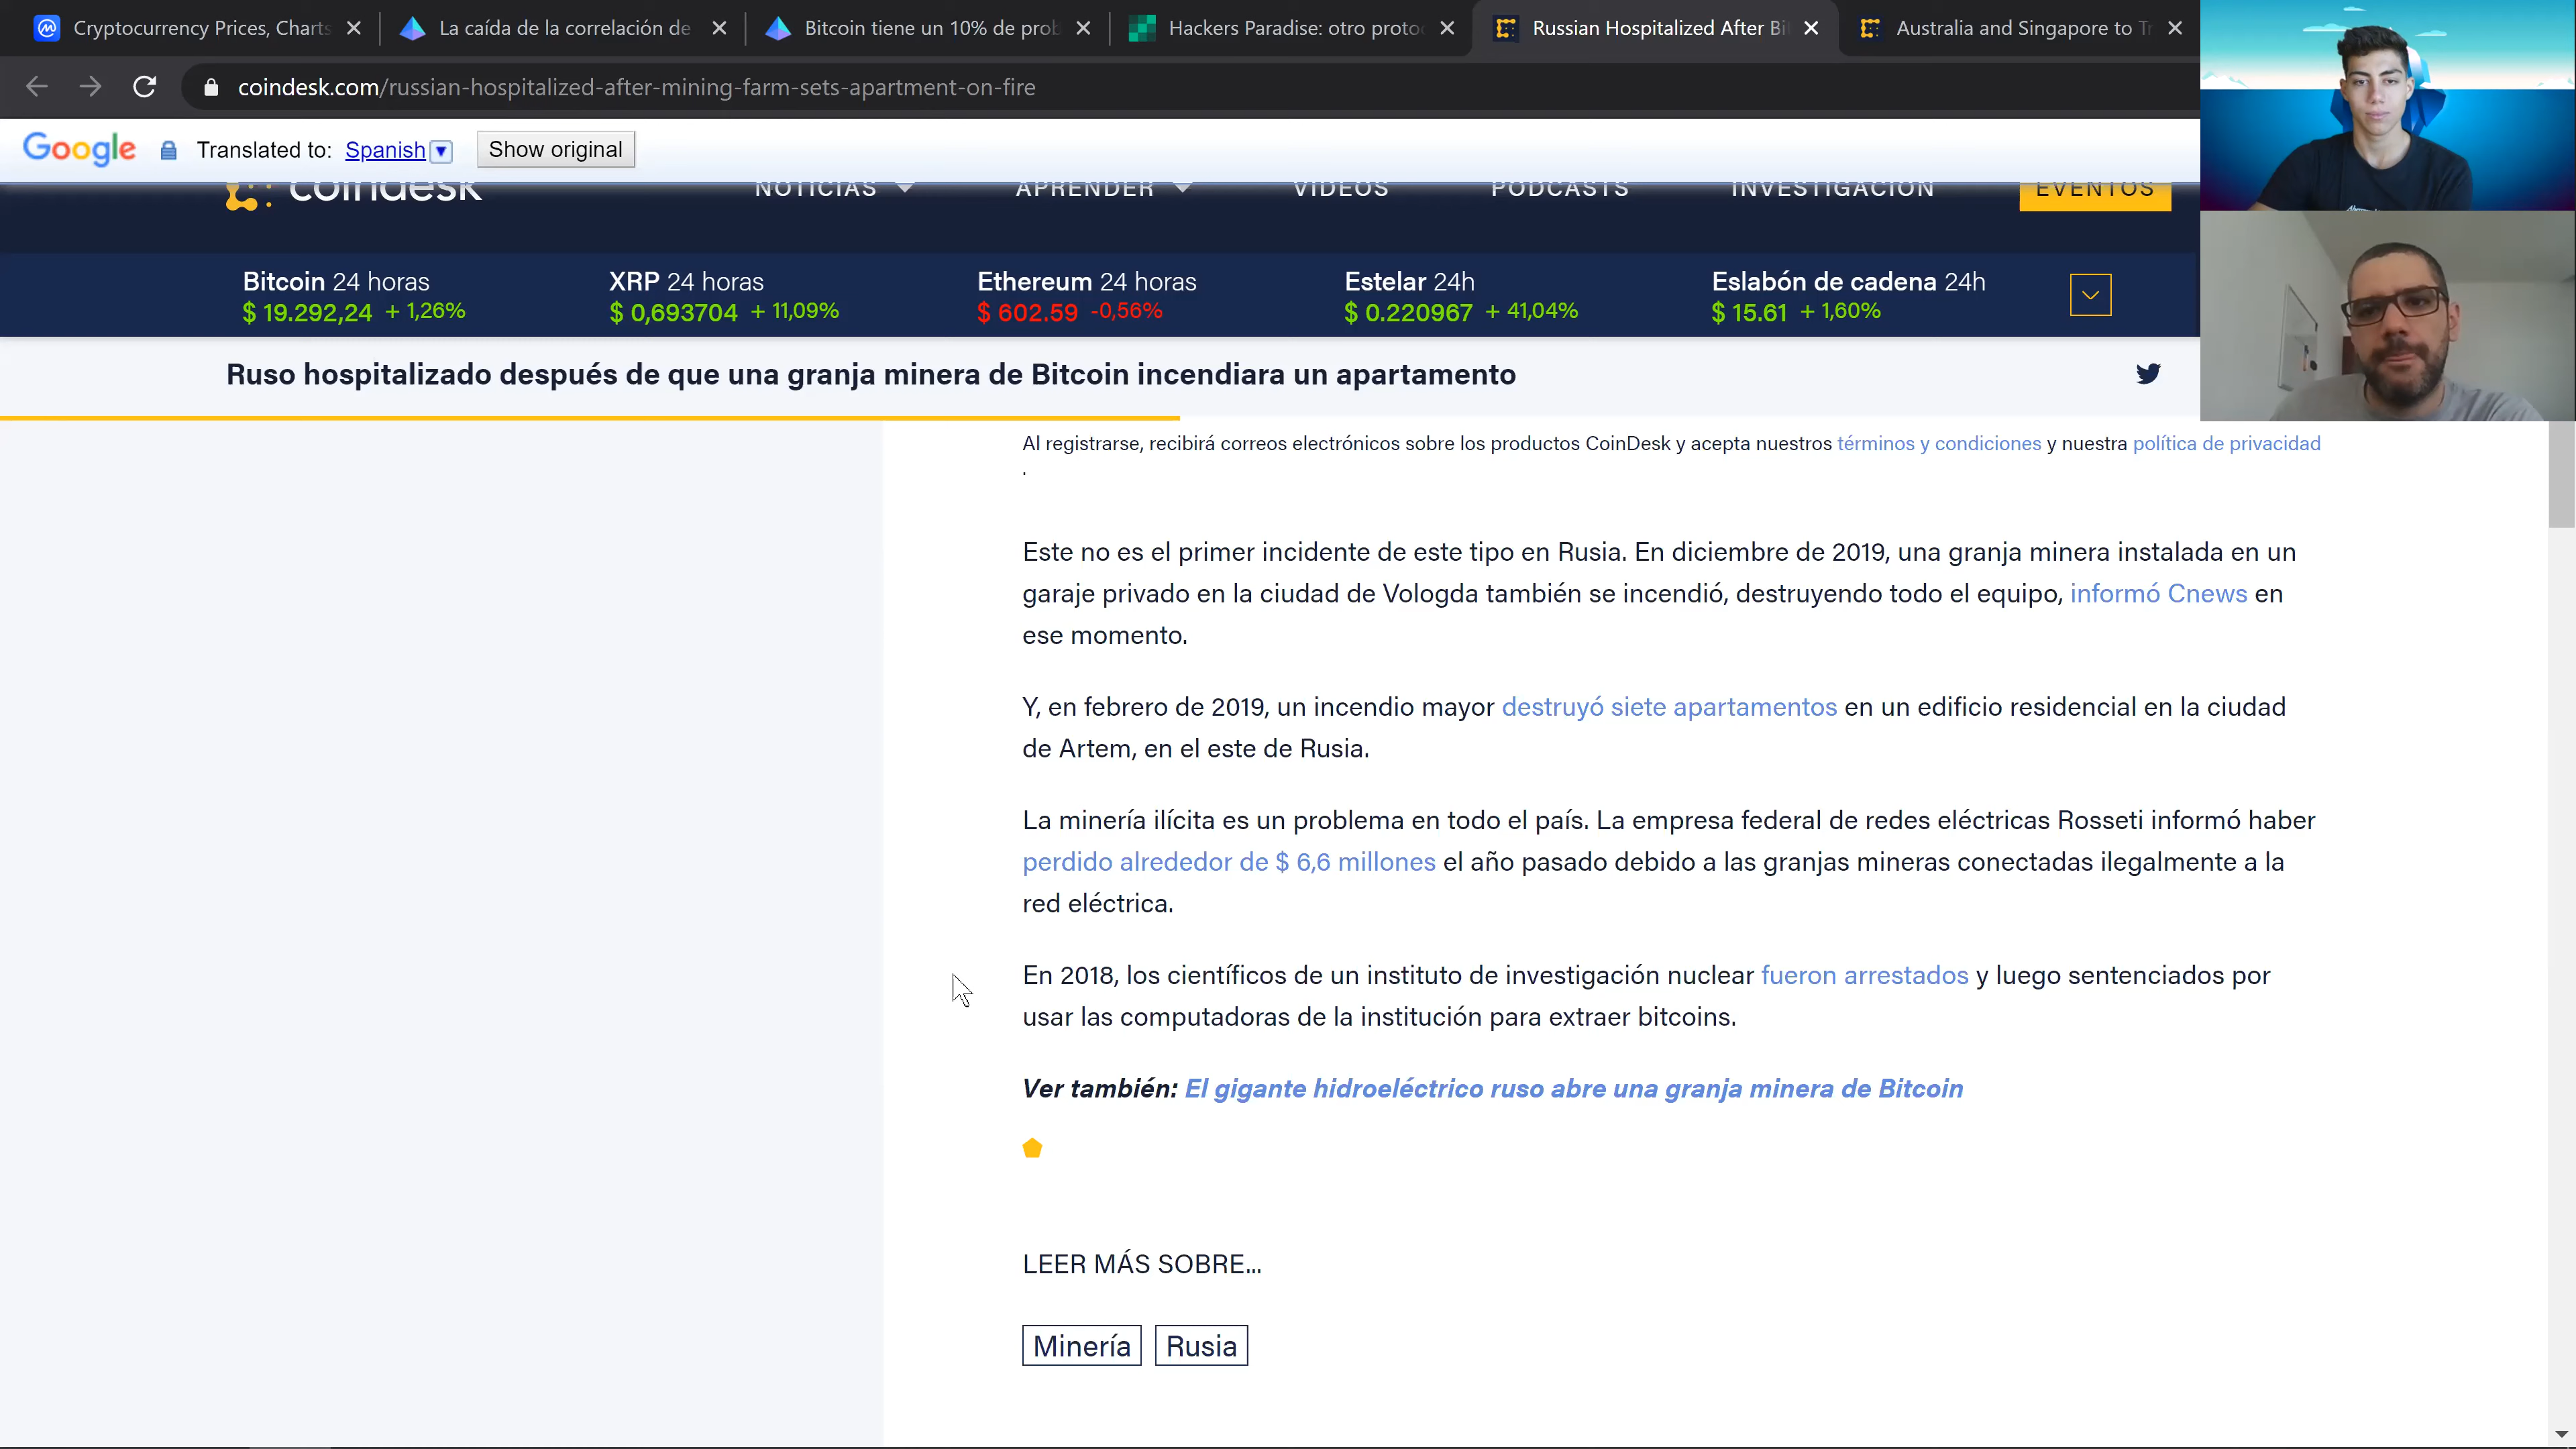 Cryptocurrency Prices, Charts
La caída de la correlación de
Bitcoin tiene un 10% de prob
Hackers Paradise: otro proto
Russian Hospitalized After Bi
Australia and Singapore to Tr
coindesk.com/russian-hospitalized-after-mining-farm-sets-apartment-on-fire
Google Translated to: Spanish Show original
coindesk NOTICIAS APRENDER VIDEOS PODCASTS INVESTIGACIÓN EVENTOS
Bitcoin 24 horas
$ 19.292,24 + 1,26%
XRP 24 horas
$ 0,693704 + 11,09%
Ethereum 24 horas
$ 602.59 -0,56%
Estelar 24h
$ 0.220967 + 41,04%
Eslabón de cadena 24h
$ 15.61 + 1,60%
Ruso hospitalizado después de que una granja minera de Bitcoin incendiara un apartamento
Al registrarse, recibirá correos electrónicos sobre los productos CoinDesk y acepta nuestros términos y condiciones y nuestra política de privacidad
.
Este no es el primer incidente de este tipo en Rusia. En diciembre de 2019, una granja minera instalada en un
garaje privado en la ciudad de Vologda también se incendió, destruyendo todo el equipo, informó Cnews en
ese momento.
Y, en febrero de 2019, un incendio mayor destruyó siete apartamentos en un edificio residencial en la ciudad
de Artem, en el este de Rusia.
La minería ilícita es un problema en todo el país. La empresa federal de redes eléctricas Rosseti informó haber
perdido alrededor de $ 6,6 millones el año pasado debido a las granjas mineras conectadas ilegalmente a la
red eléctrica.
En 2018, los científicos de un instituto de investigación nuclear fueron arrestados y luego sentenciados por
usar las computadoras de la institución para extraer bitcoins.
Ver también: El gigante hidroeléctrico ruso abre una granja minera de Bitcoin
LEER MÁS SOBRE...
Minería Rusia